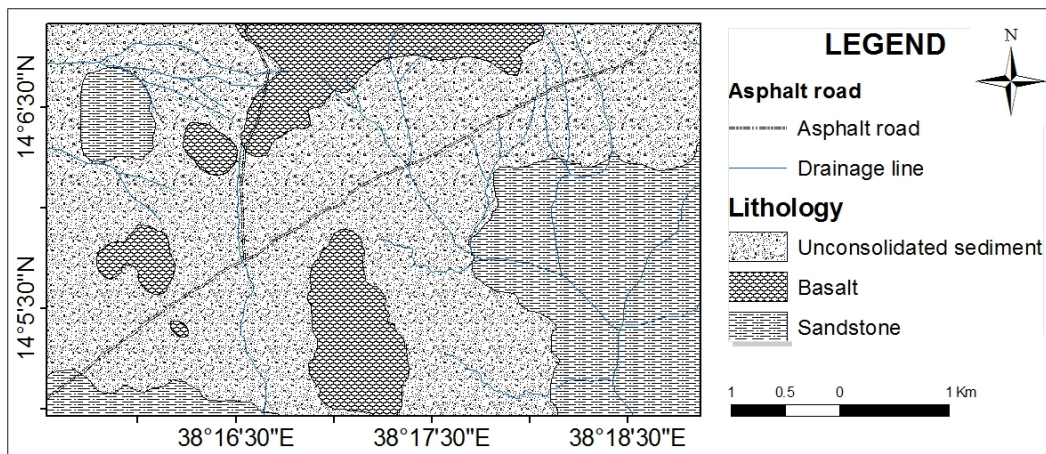 14°6'30"N
14°5'30"N
38°16'30"E
38°17'30"E
38°18'30"E
LEGEND
N
Asphalt road
Asphalt road
Drainage line
Lithology
Unconsolidated sediment
Basalt
Sandstone
1 0.5 0 1 Km